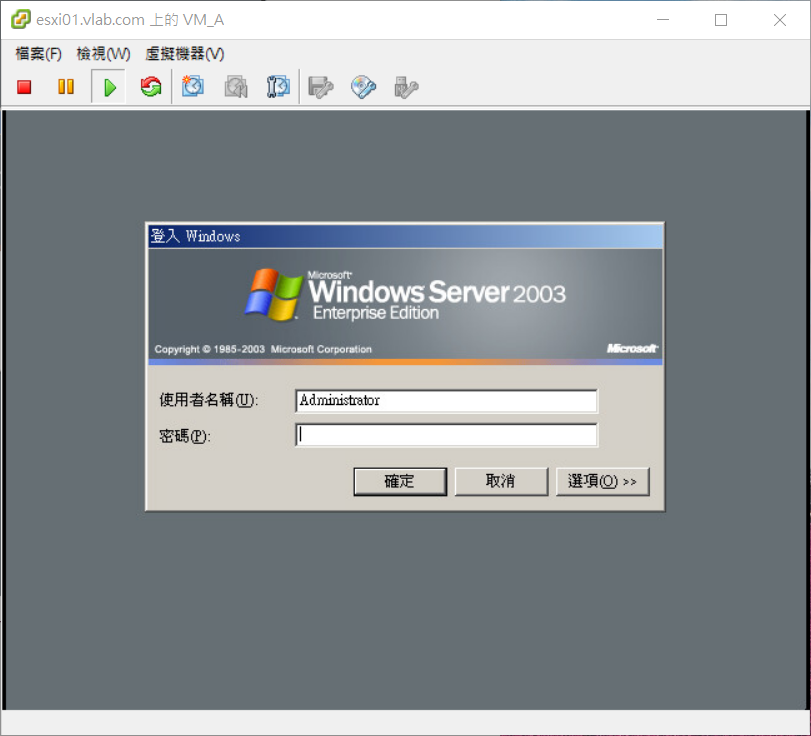 esxi01.vlab.com 上的 VM_A
檔案(F) 檢視(W) 虛擬機器(V)
登入 Windows
Microsoft
Windows Server 2003
Enterprise Edition
Copyright © 1985-2003 Microsoft Corporation Microsoft
使用者名稱(U): Administrator
密碼(P):
確定 取消 選項(O) >>